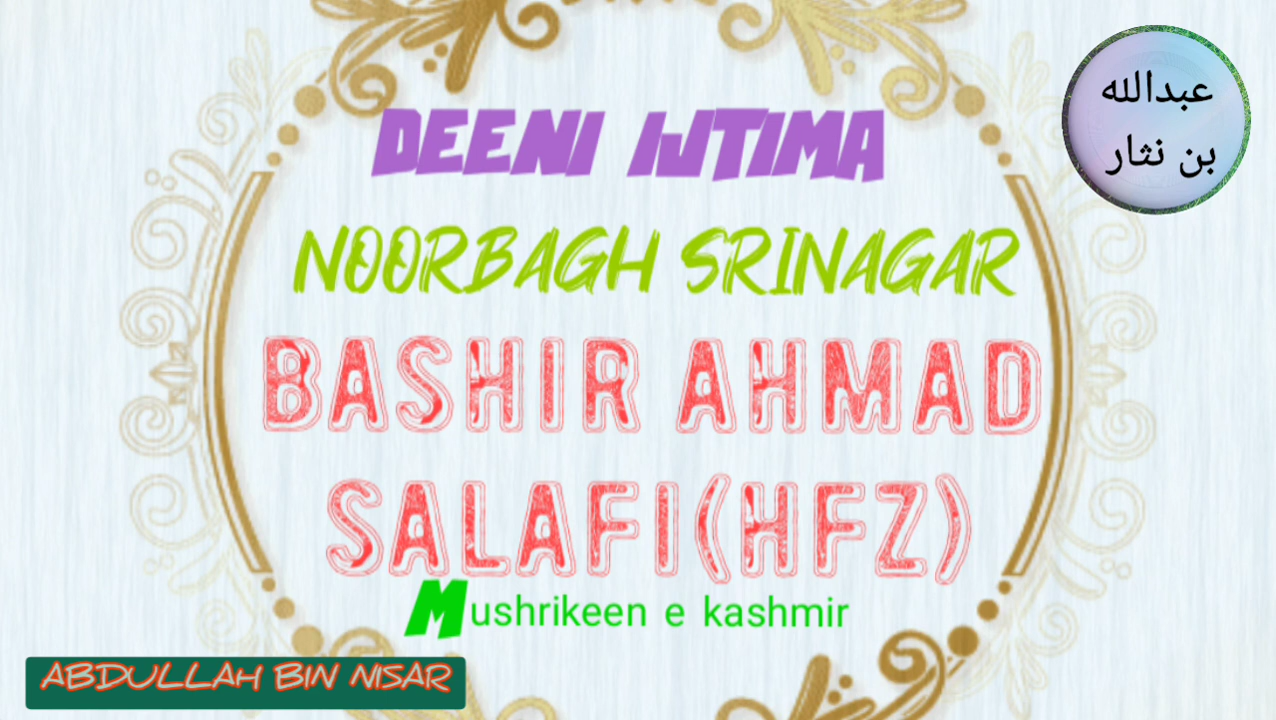 DEENI IJTIMA
عبدالله
بن نثار
NOORBAGH SRINAGAR
BASHIR AHMAD
SALAFI(HFZ)
Mushrikeen e kashmir
ABDULLAH BIN NISAR